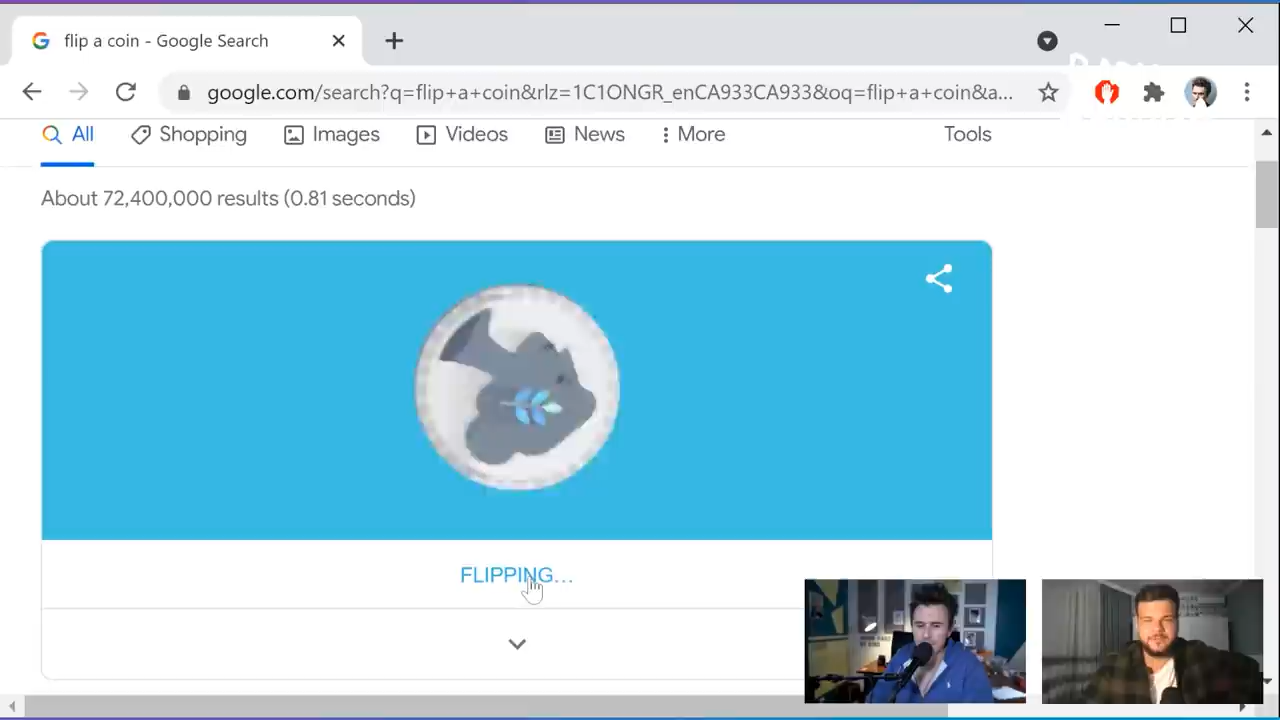 flip a coin - Google Search
google.com/search?q=flip+a+coin&rlz=1C1ONGR_enCA933CA933&oq=flip+a+coin&a...
All Shopping Images Videos News More Tools
About 72,400,000 results (0.81 seconds)
FLIPPING...